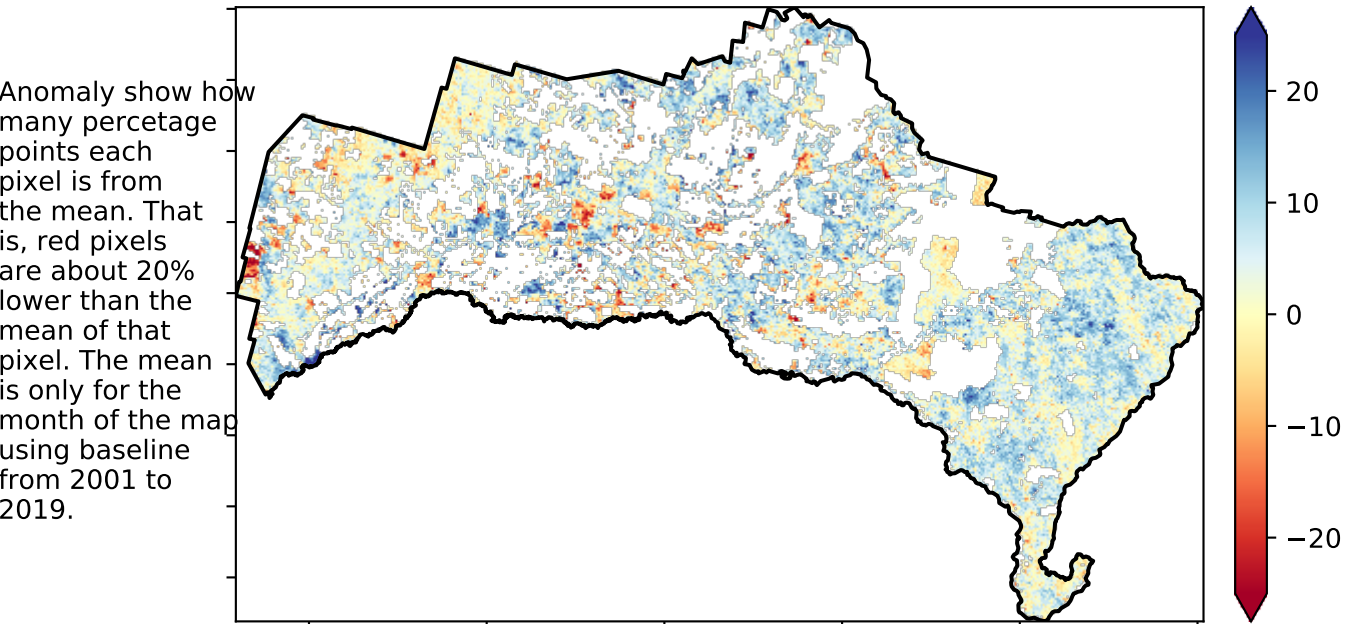 Anomaly show how
many percetage
points each
pixel is from
the mean. That
is, red pixels
are about 20%
lower than the
mean of that
pixel. The mean
is only for the
month of the map
using baseline
from 2001 to
2019.
20
10
0
−10
−20